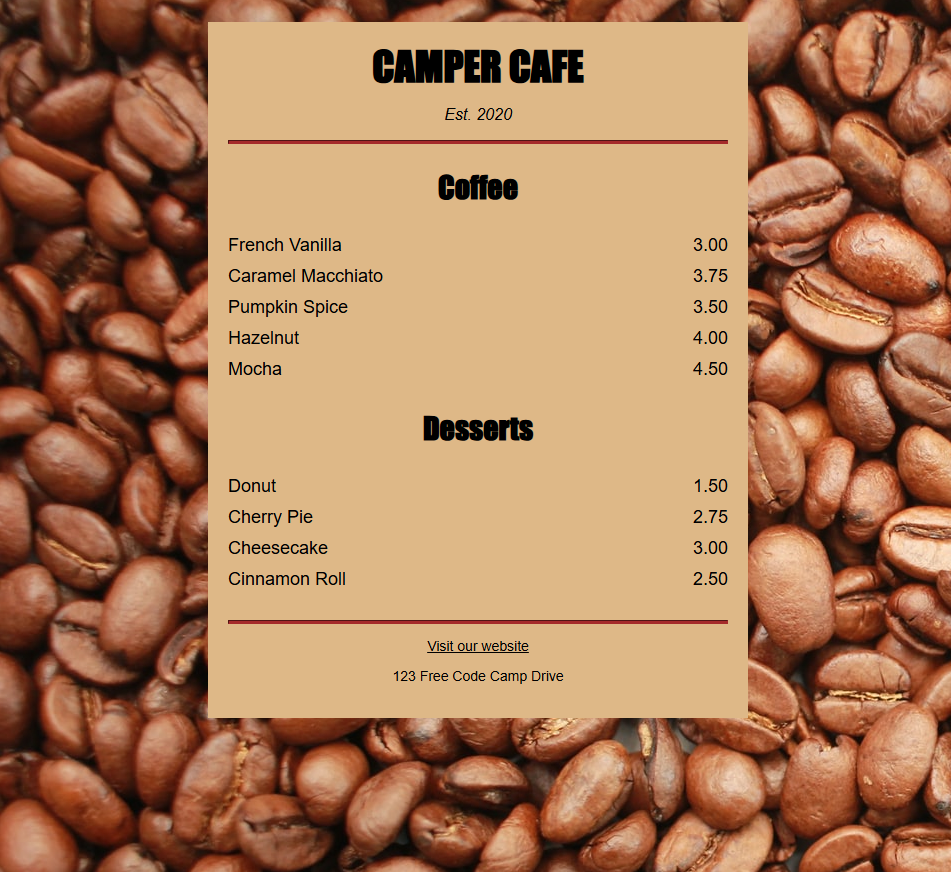 CAMPER CAFE
Est. 2020
Coffee
French Vanilla 3.00
Caramel Macchiato 3.75
Pumpkin Spice 3.50
Hazelnut 4.00
Mocha 4.50
Desserts
Donut 1.50
Cherry Pie 2.75
Cheesecake 3.00
Cinnamon Roll 2.50
Visit our website
123 Free Code Camp Drive